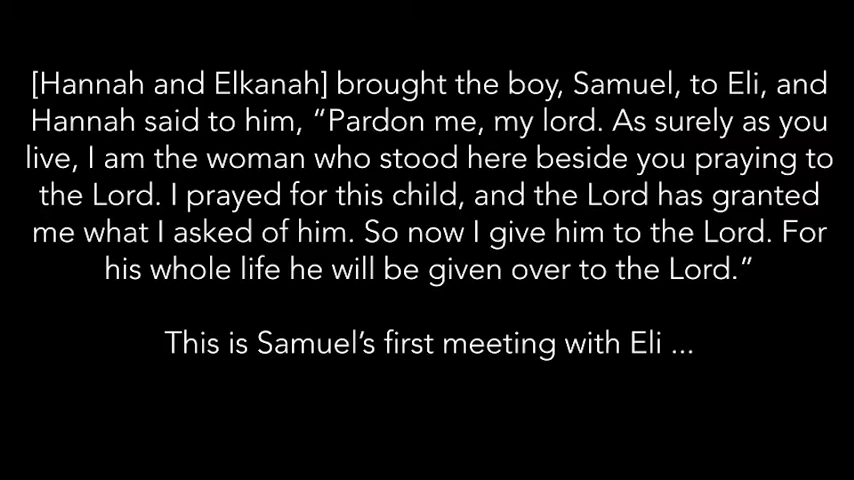 [Hannah and Elkanah] brought the boy, Samuel, to Eli, and
Hannah said to him, “Pardon me, my lord. As surely as you
live, I am the woman who stood here beside you praying to
the Lord. I prayed for this child, and the Lord has granted
me what I asked of him. So now I give him to the Lord. For
his whole life he will be given over to the Lord.”
This is Samuel’s first meeting with Eli ...